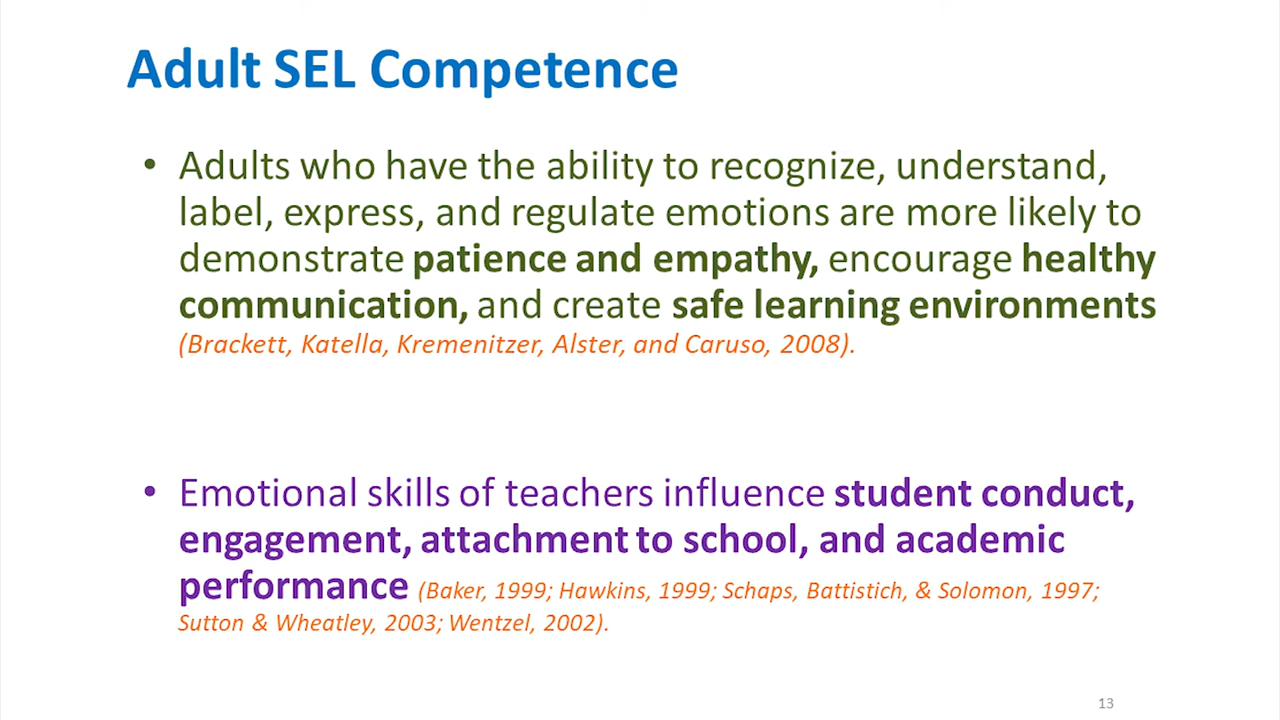 Adult SEL Competence
• Adults who have the ability to recognize, understand,
label, express, and regulate emotions are more likely to
demonstrate patience and empathy, encourage healthy
communication, and create safe learning environments
(Brackett, Katella, Kremenitzer, Alster, and Caruso, 2008).
• Emotional skills of teachers influence student conduct,
engagement, attachment to school, and academic
performance (Baker, 1999; Hawkins, 1999; Schaps, Battistich, & Solomon, 1997;
Sutton & Wheatley, 2003; Wentzel, 2002).
13